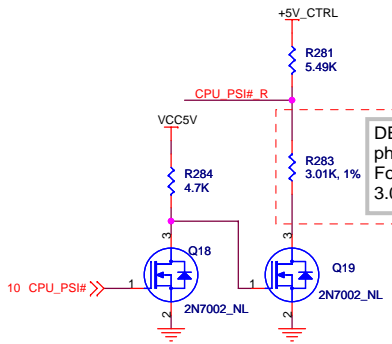 +5V_CTRL
R281
5.49K
CPU_PSI#_R
VCC5V
DE
ph
Fo
3.0
R283
3.01K, 1%
R284
4.7K
3
Q18
3
Q19
10 CPU_PSI#
1
1
2N7002_NL
2N7002_NL
2
2